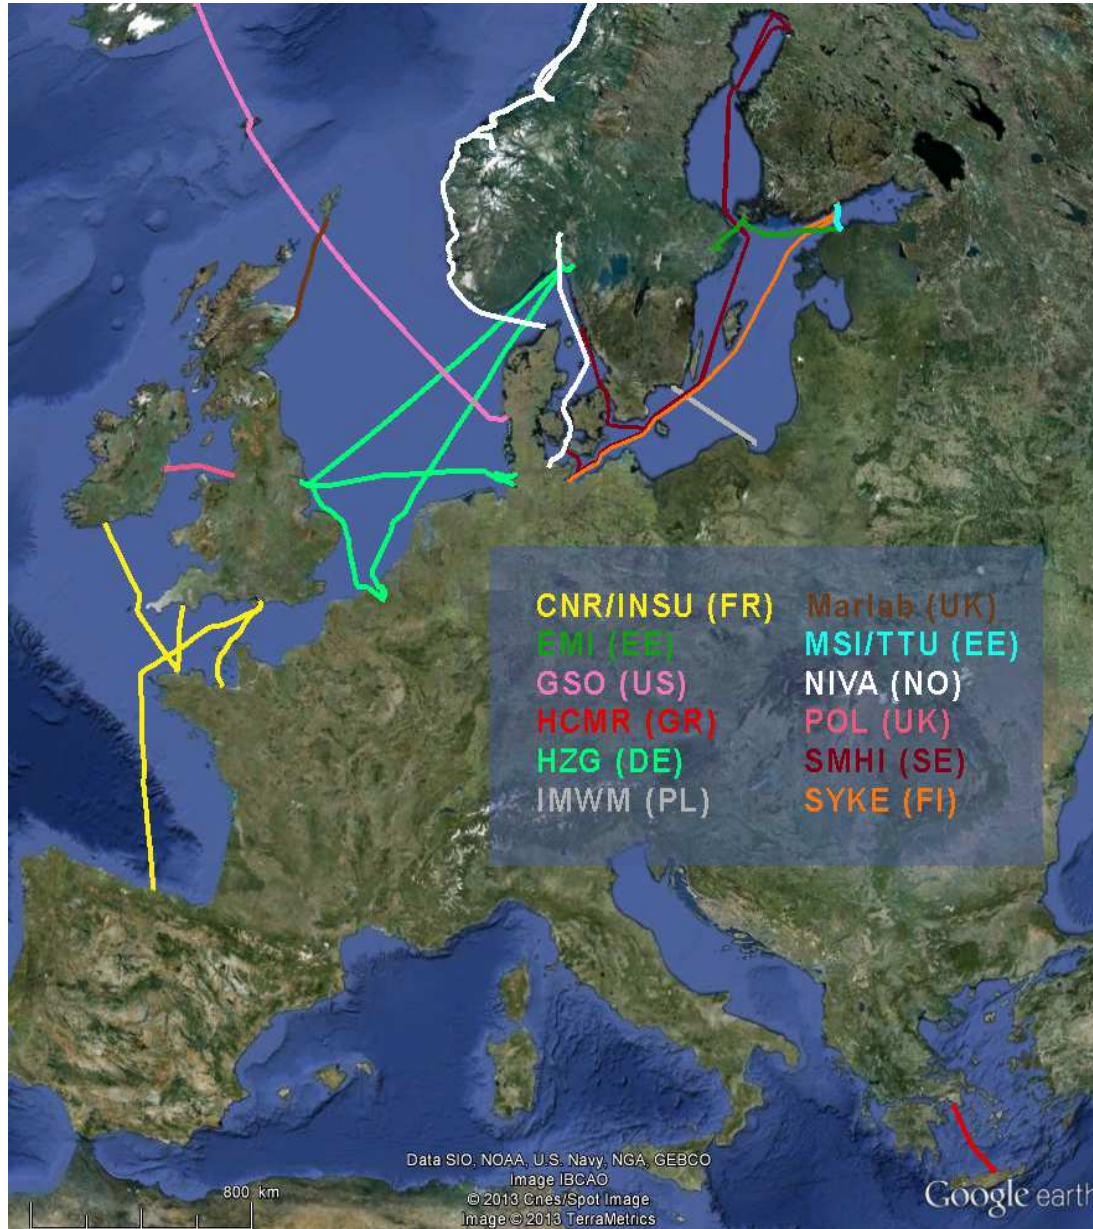 CNR/INSU (FR) Marlab (UK)
EMI (EE) MSI/TTU (EE)
GSO (US) NIVA (NO)
HCMR (GR) POL (UK)
HZG (DE) SMHI (SE)
IMWM (PL) SYKE (FI)
Data SIO, NOAA, U.S. Navy, NGA, GEBCO
Image IBCAO
© 2013 Cnes/Spot Image
Image © 2013 TerraMetrics
800 km
Google earth